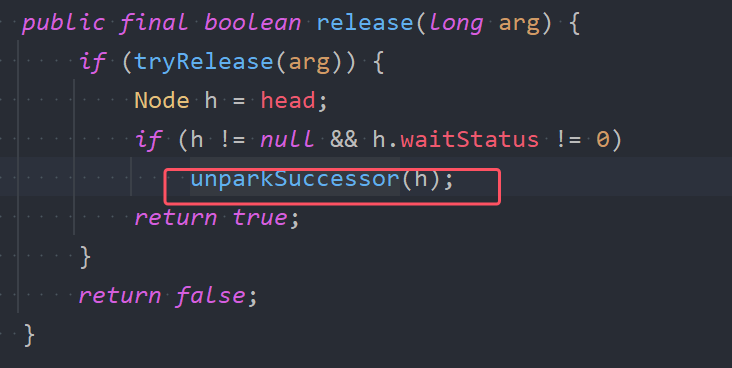 public final boolean release(long arg) {
if (tryRelease(arg)) {
Node h = head;
if (h != null && h.waitStatus != 0)
unparkSuccessor(h);
return true;
}
return false;
}